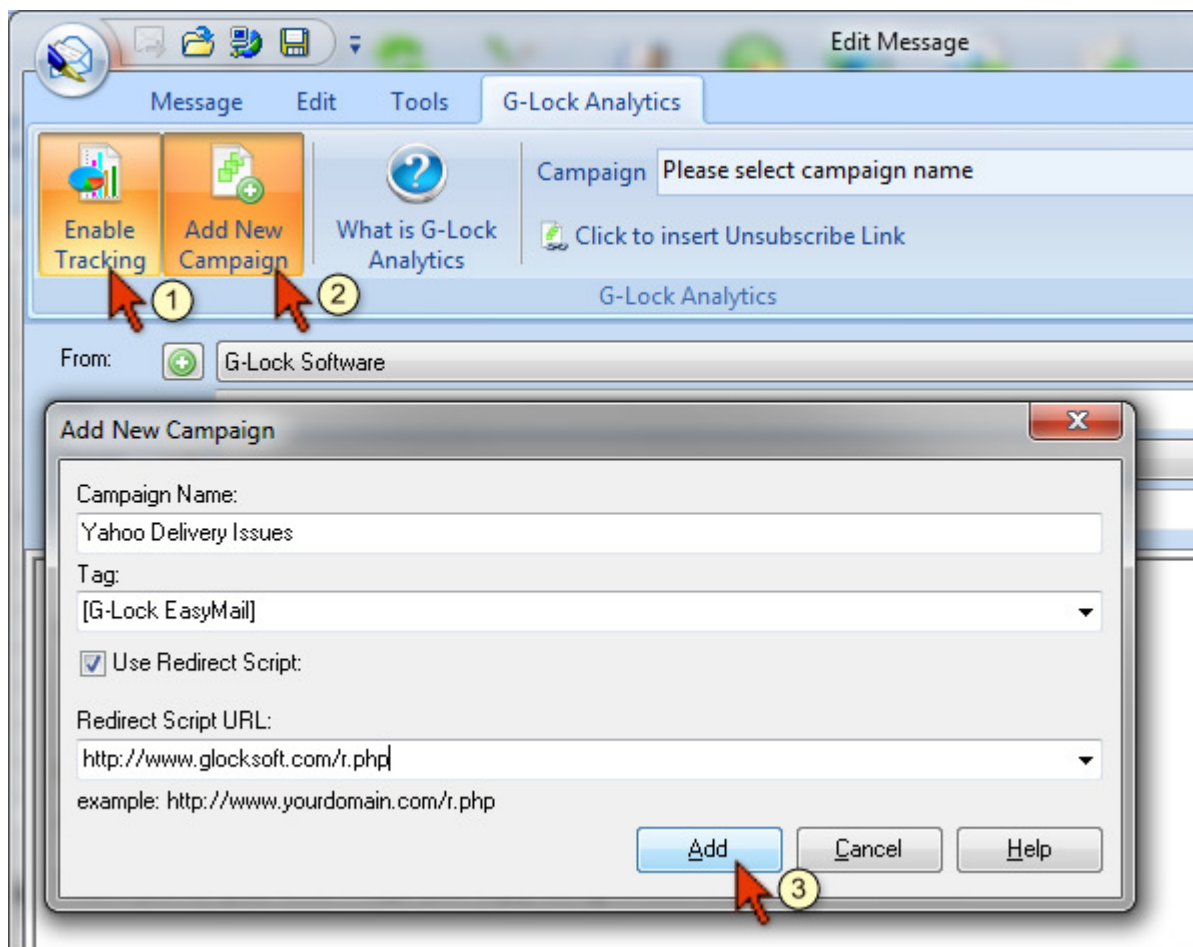 Edit Message
Message Edit Tools G-Lock Analytics
Enable Tracking
Add New Campaign
What is G-Lock Analytics
Campaign Please select campaign name
Click to insert Unsubscribe Link
G-Lock Analytics
1
2
From: G-Lock Software
Add New Campaign
Campaign Name:
Yahoo Delivery Issues
Tag:
[G-Lock EasyMail]
Use Redirect Script:
Redirect Script URL:
http://www.glocksoft.com/r.php
example: http://www.yourdomain.com/r.php
Add Cancel Help
3